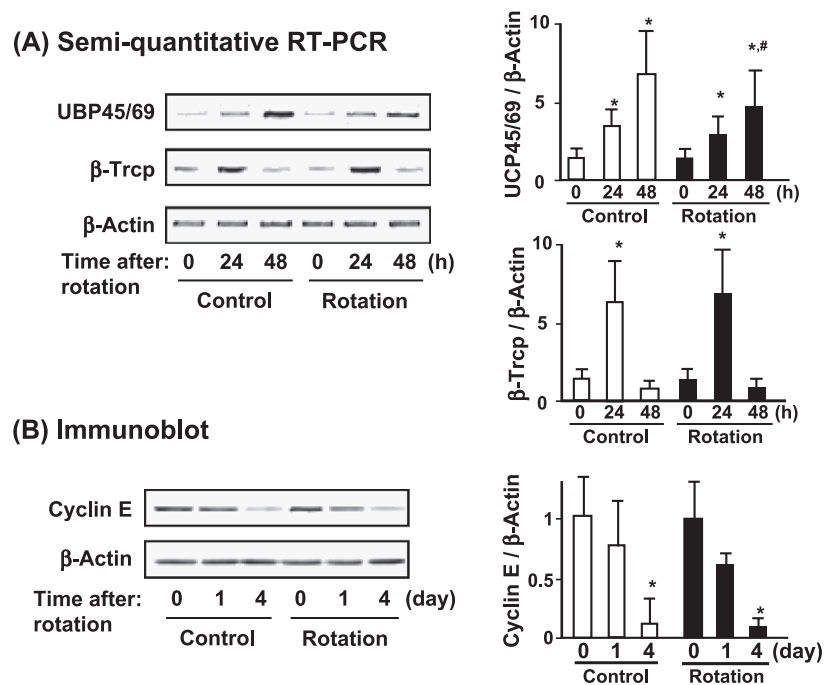 (A) Semi-quantitative RT-PCR
UBP45/69
β-Trcp
β-Actin
Time after: 0 24 48 0 24 48 (h)
rotation
Control Rotation
UCP45/69 / β-Actin
10
5
0
* * * *,#
0 24 48 0 24 48 (h)
Control Rotation
β-Trcp / β-Actin
10
5
0
* *
0 24 48 0 24 48 (h)
Control Rotation
(B) Immunoblot
Cyclin E
β-Actin
Time after: 0 1 4 0 1 4 (day)
rotation
Control Rotation
Cyclin E / β-Actin
1
0.5
0
* *
0 1 4 0 1 4 (day)
Control Rotation